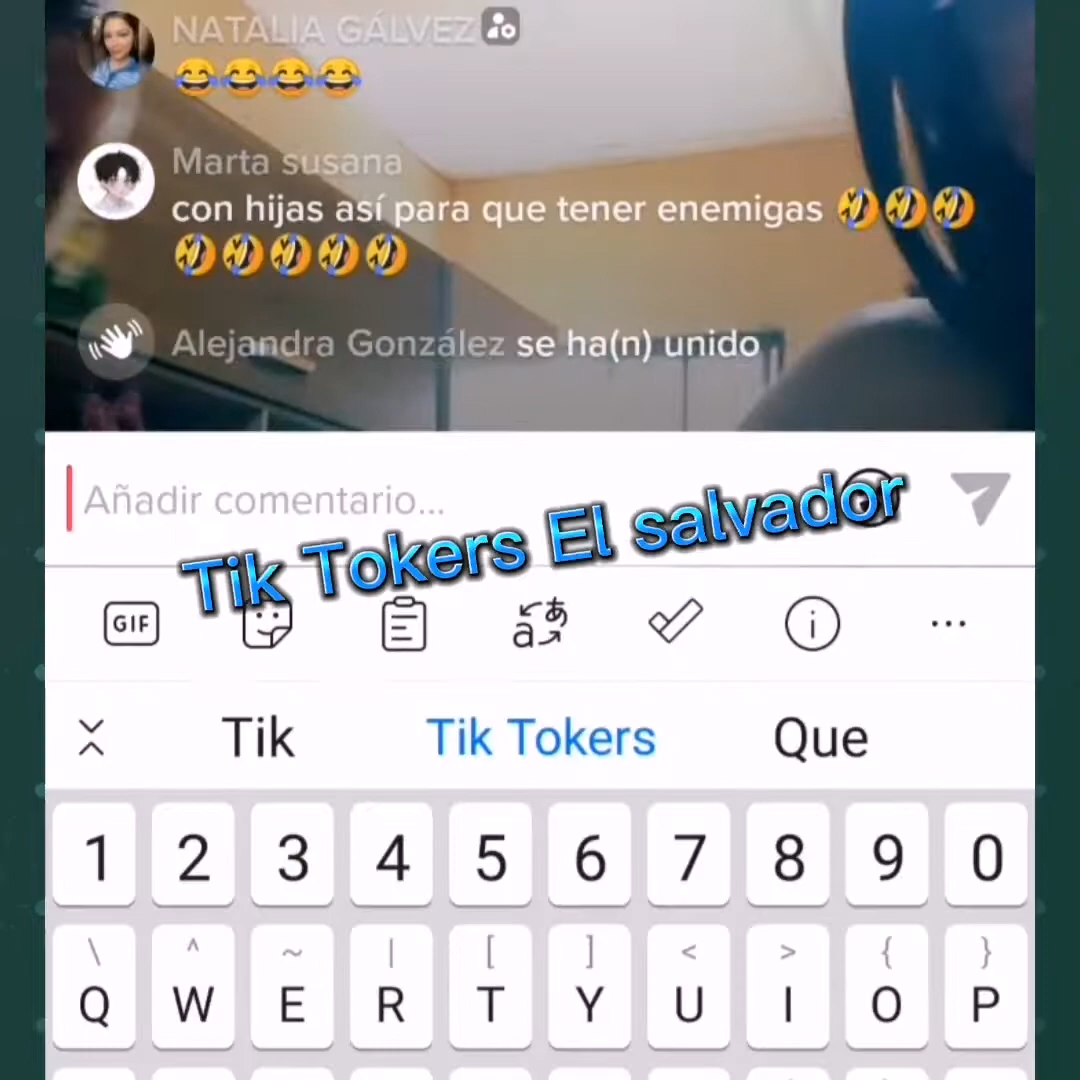 NATALIA GÁLVEZ
😂😂😂😂
Marta susana
con hijas así para que tener enemigas 🤣🤣🤣
🤣🤣🤣🤣🤣
Alejandra González se ha(n) unido
Añadir comentario...
Tik Tokers El salvador
GIF
a あ
Tik Tik Tokers Que
1 2 3 4 5 6 7 8 9 0
\ ^ ~ | [ ] < > { }
Q W E R T Y U I O P